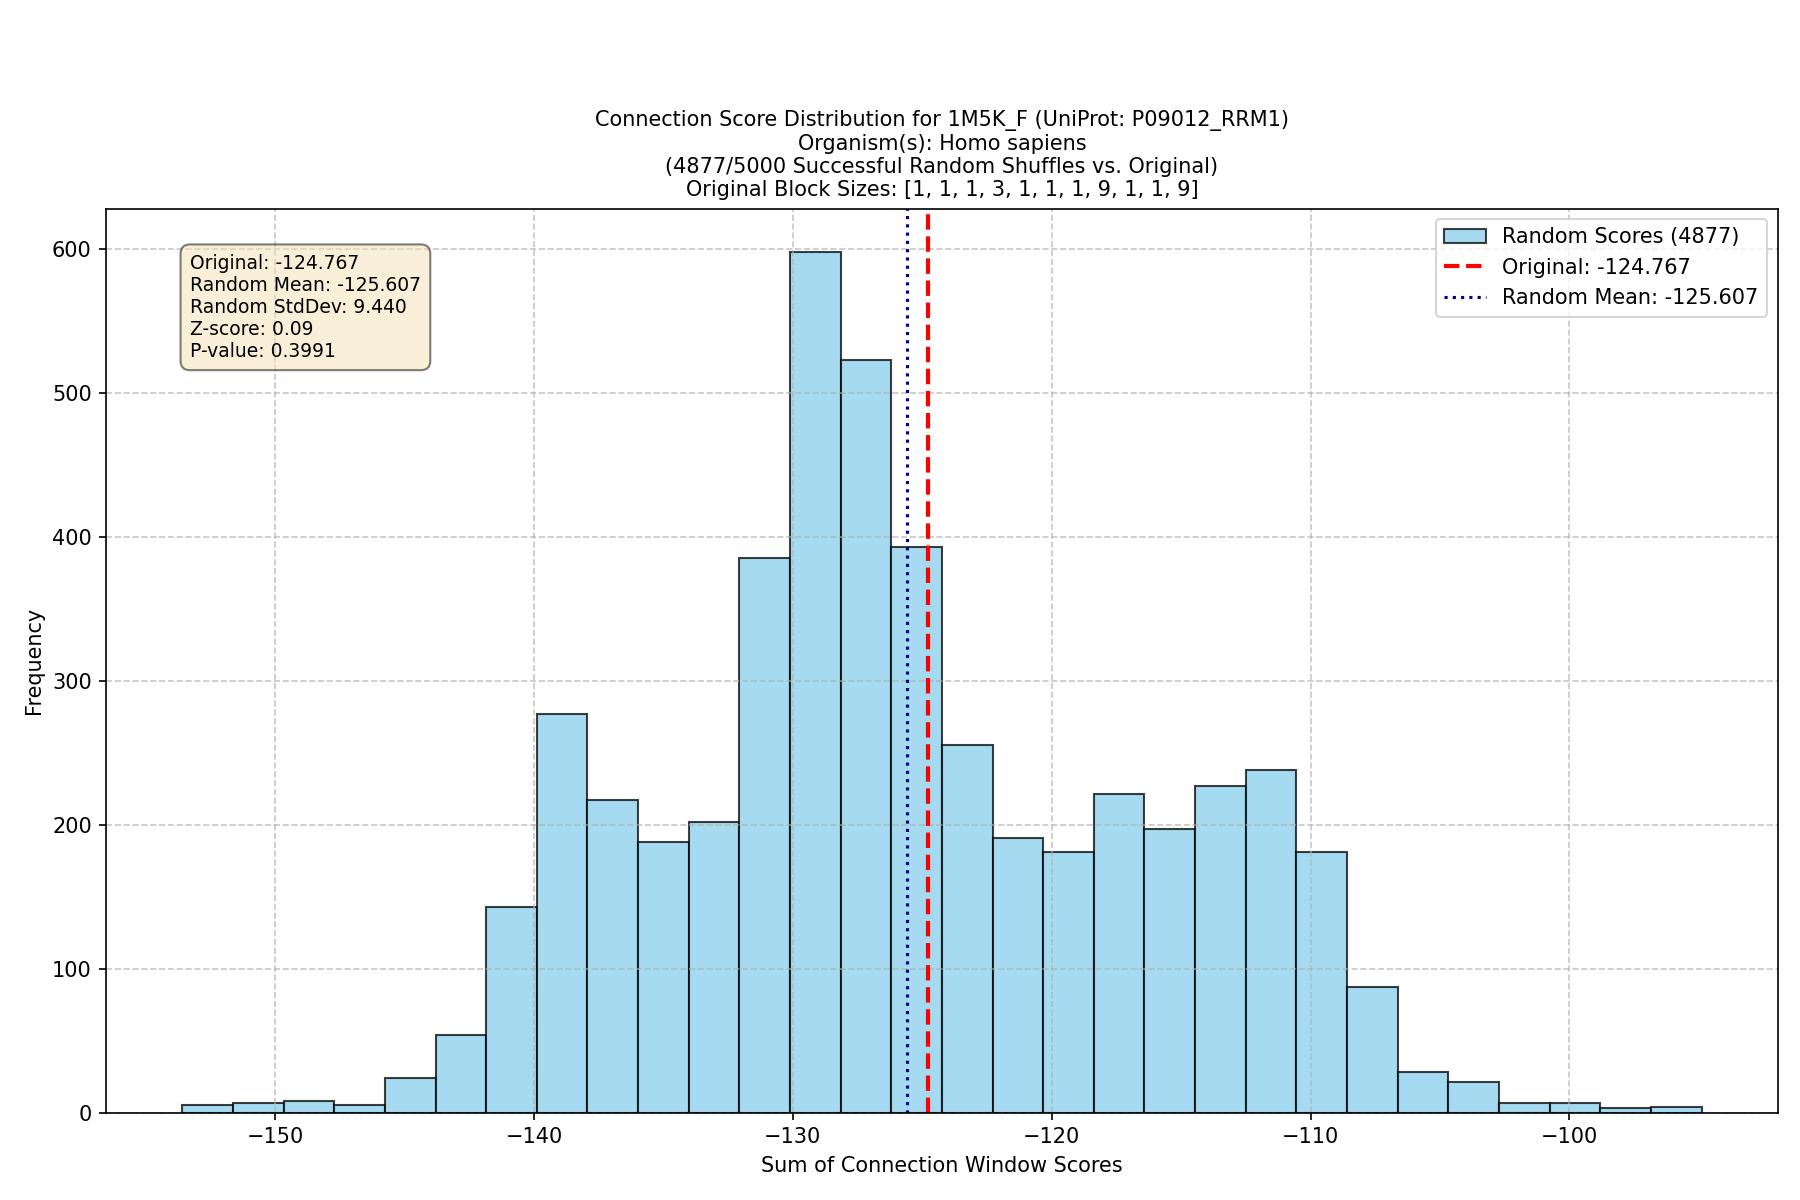 Connection Score Distribution for 1M5K_F (UniProt: P09012_RRM1)
Organism(s): Homo sapiens
(4877/5000 Successful Random Shuffles vs. Original)
Original Block Sizes: [1, 1, 1, 3, 1, 1, 1, 9, 1, 1, 9]
Original: -124.767
Random Mean: -125.607
Random StdDev: 9.440
Z-score: 0.09
P-value: 0.3991
Random Scores (4877)
Original: -124.767
Random Mean: -125.607
Frequency
600
500
400
300
200
100
0
−150
−140
−130
−120
−110
−100
Sum of Connection Window Scores